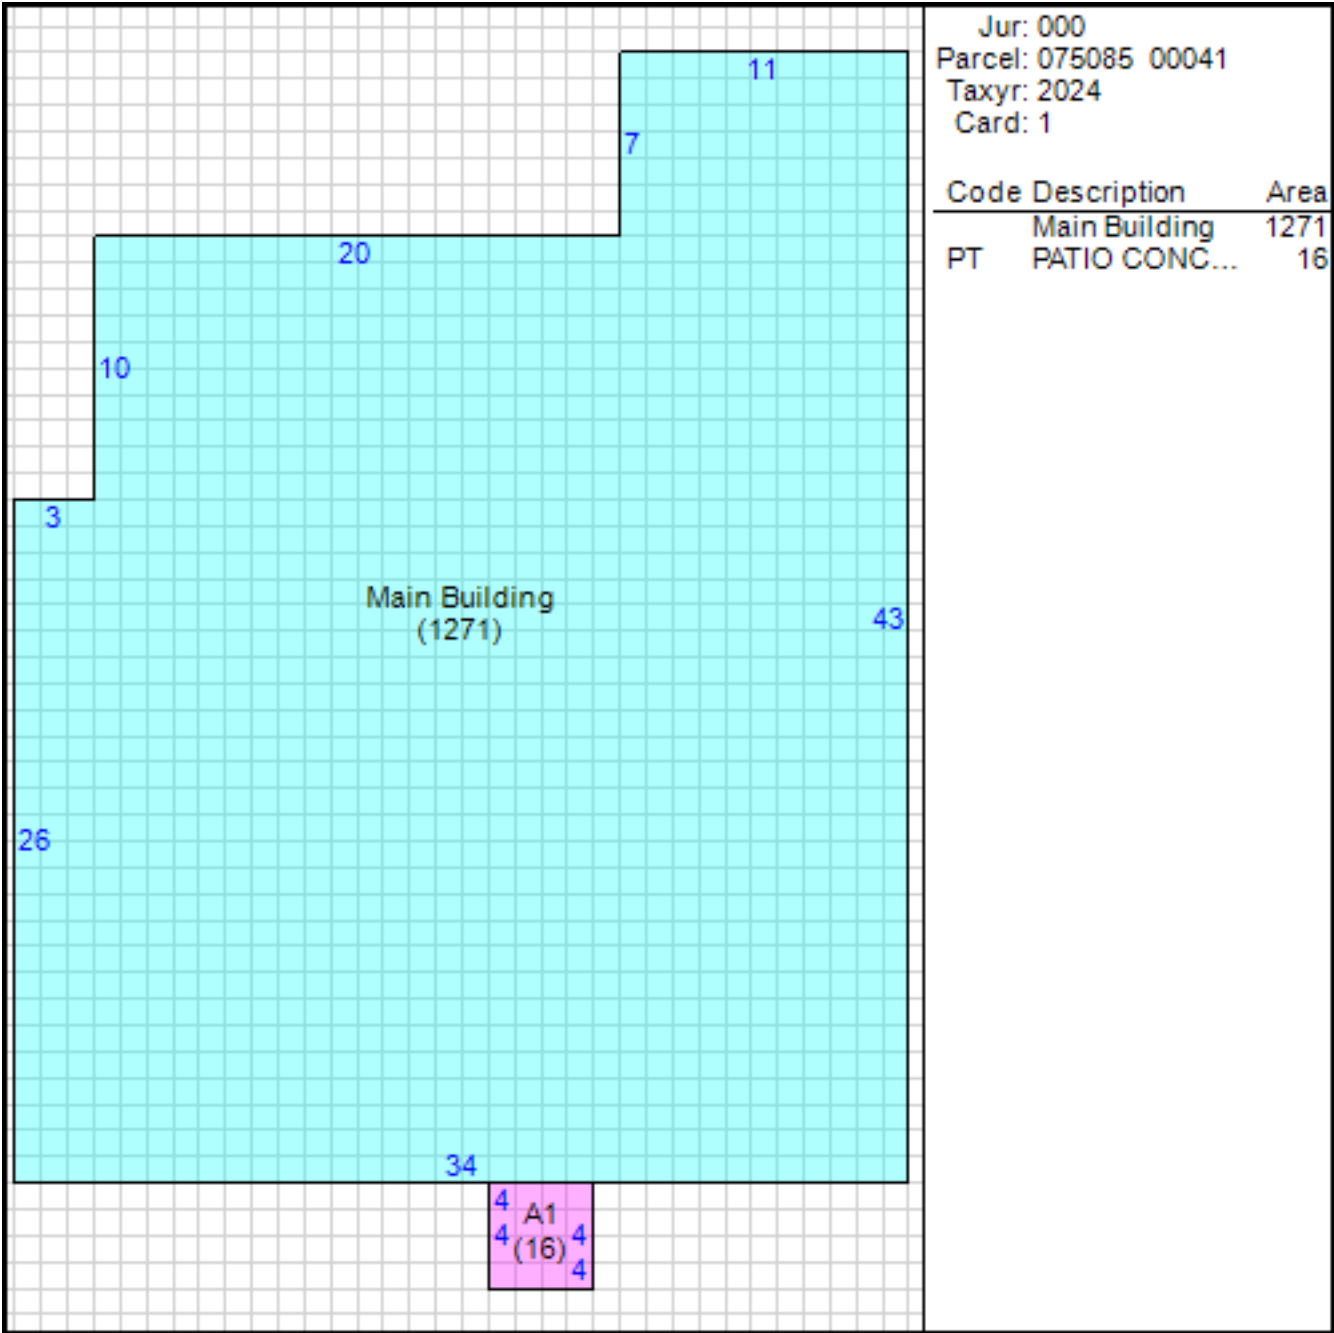 11
7
20
10
3
Main Building
(1271)
43
26
34
4
A1
4
4
(16)
4
Jur: 000
Parcel: 075085 00041
Taxyr: 2024
Card: 1
Code Description Area
Main Building 1271
PT PATIO CONC... 16